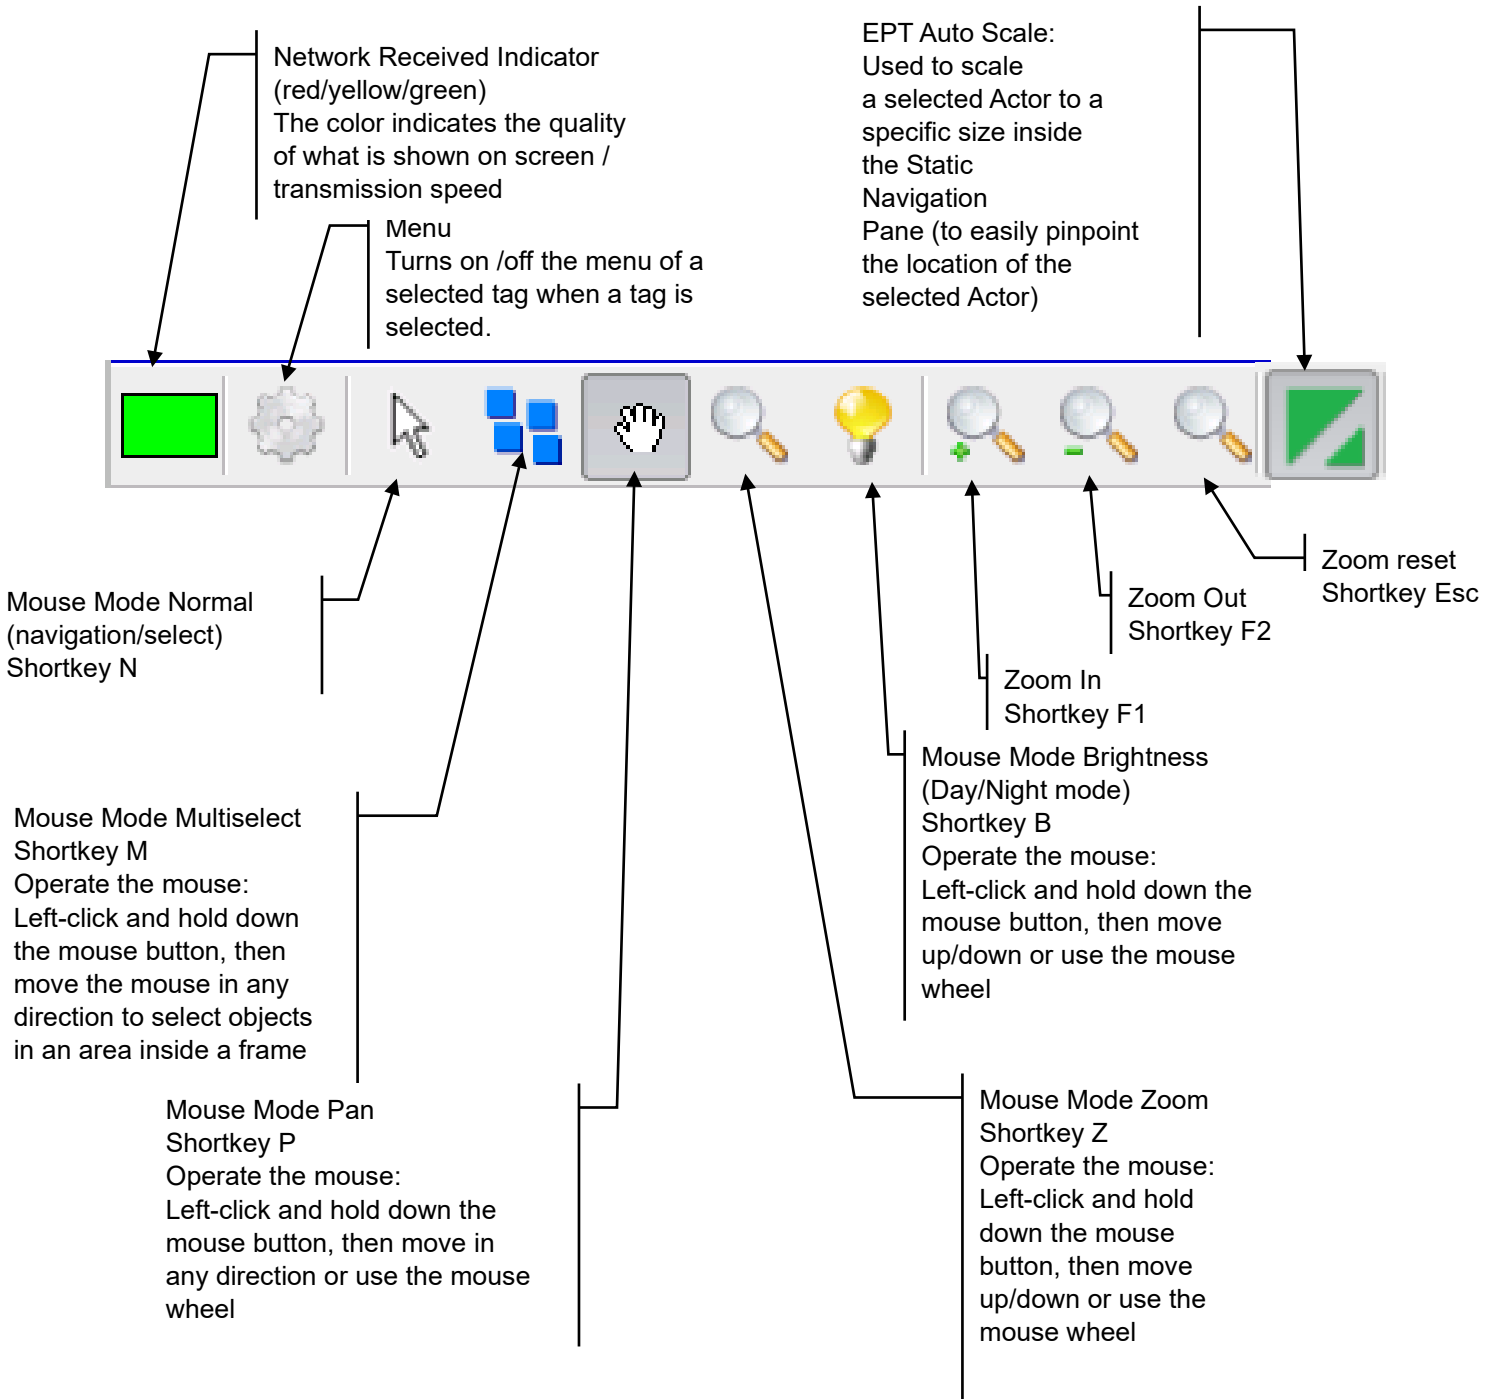 Network Received Indicator
(red/yellow/green)
The color indicates the quality
of what is shown on screen /
transmission speed
Menu
Turns on /off the menu of a
selected tag when a tag is
selected.
EPT Auto Scale:
Used to scale
a selected Actor to a
specific size inside
the Static
Navigation
Pane (to easily pinpoint
the location of the
selected Actor)
Mouse Mode Normal
(navigation/select)
Shortkey N
Zoom reset
Shortkey Esc
Zoom Out
Shortkey F2
Zoom In
Shortkey F1
Mouse Mode Brightness
(Day/Night mode)
Shortkey B
Operate the mouse:
Left-click and hold down the
mouse button, then move
up/down or use the mouse
wheel
Mouse Mode Multiselect
Shortkey M
Operate the mouse:
Left-click and hold down
the mouse button, then
move the mouse in any
direction to select objects
in an area inside a frame
Mouse Mode Pan
Shortkey P
Operate the mouse:
Left-click and hold down the
mouse button, then move in
any direction or use the mouse
wheel
Mouse Mode Zoom
Shortkey Z
Operate the mouse:
Left-click and hold
down the mouse
button, then move
up/down or use the
mouse wheel